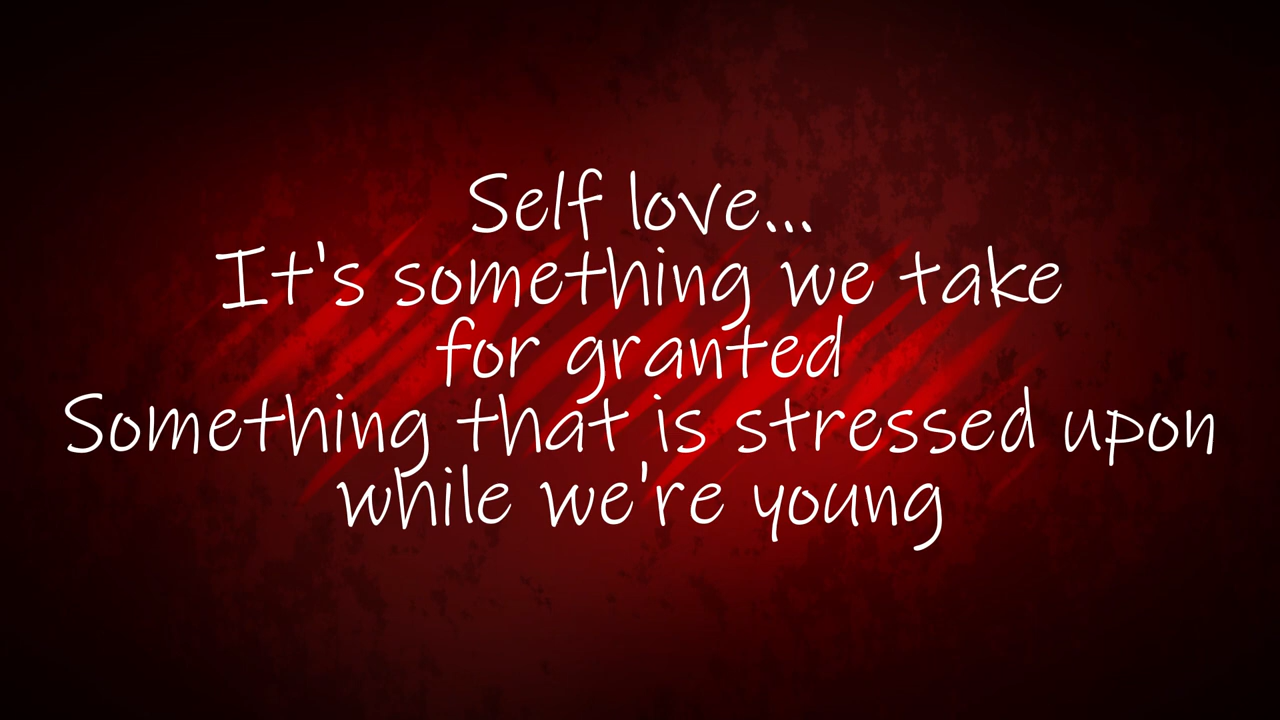 Self love...
It's something we take
for granted
Something that is stressed upon
while we're young